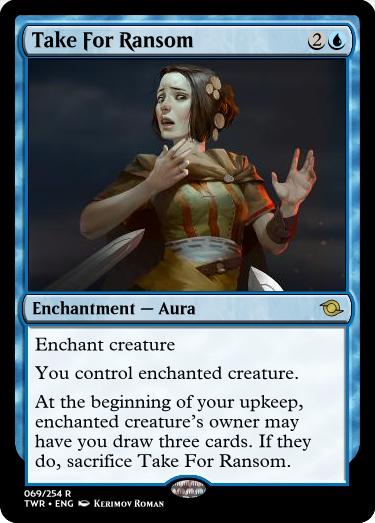 Take For Ransom 2
Enchantment — Aura
Enchant creature
You control enchanted creature.
At the beginning of your upkeep,
enchanted creature's owner may
have you draw three cards. If they
do, sacrifice Take For Ransom.
069/254 R
TWR • ENG Kerimov Roman